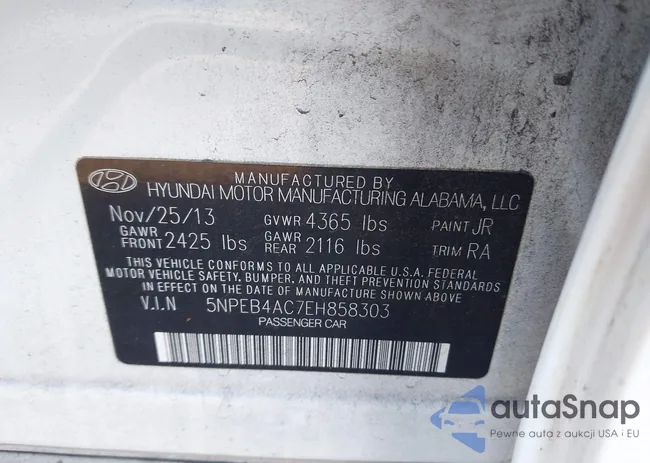 MANUFACTURED BY
HYUNDAI MOTOR MANUFACTURING ALABAMA, LLC
Nov/25/13 GVWR 4365 lbs PAINT JR
GAWR FRONT 2425 lbs GAWR REAR 2116 lbs TRIM RA
THIS VEHICLE CONFORMS TO ALL APPLICABLE U.S.A. FEDERAL
MOTOR VEHICLE SAFETY, BUMPER, AND THEFT PREVENTION STANDARDS
IN EFFECT ON THE DATE OF MANUFACTURE SHOWN ABOVE
V.I.N 5NPEB4AC7EH858303
PASSENGER CAR
autaSnap
Pewne auta z aukcji USA i EU